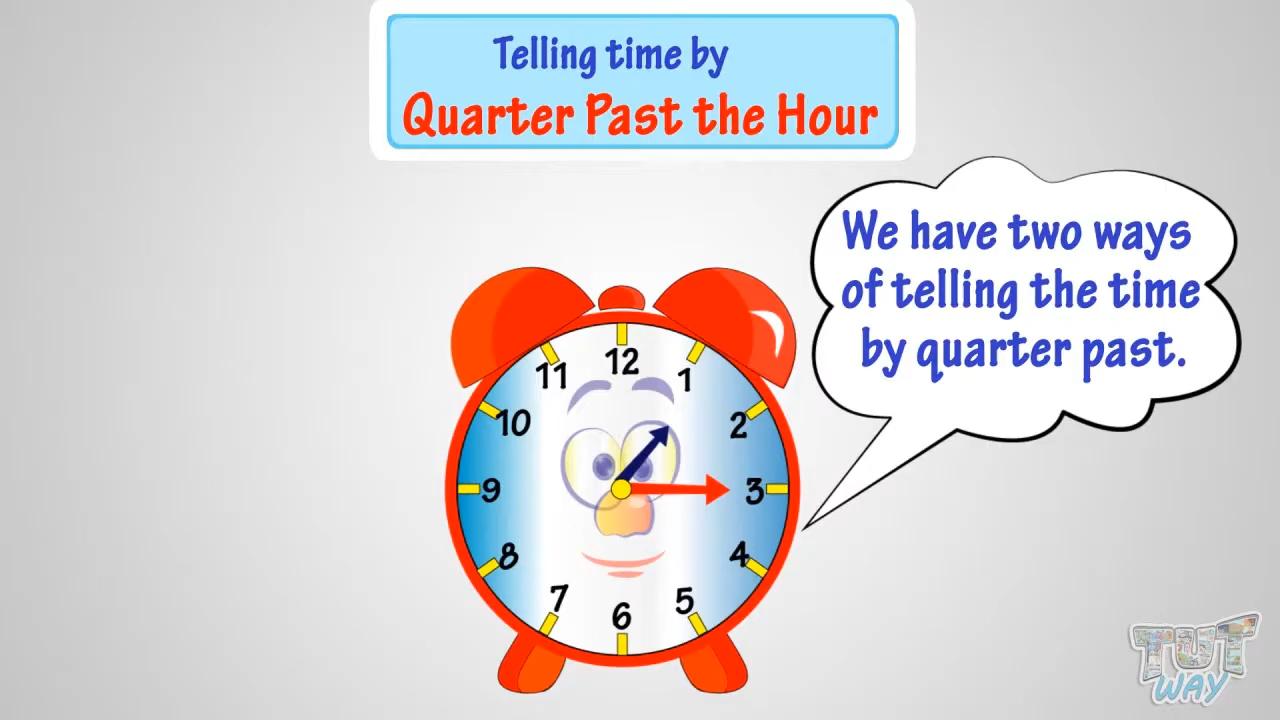 Telling time by
Quarter Past the Hour
We have two ways
of telling the time
by quarter past.
12
11
1
10
2
9
3
8
4
7
5
6
TUT
WAY